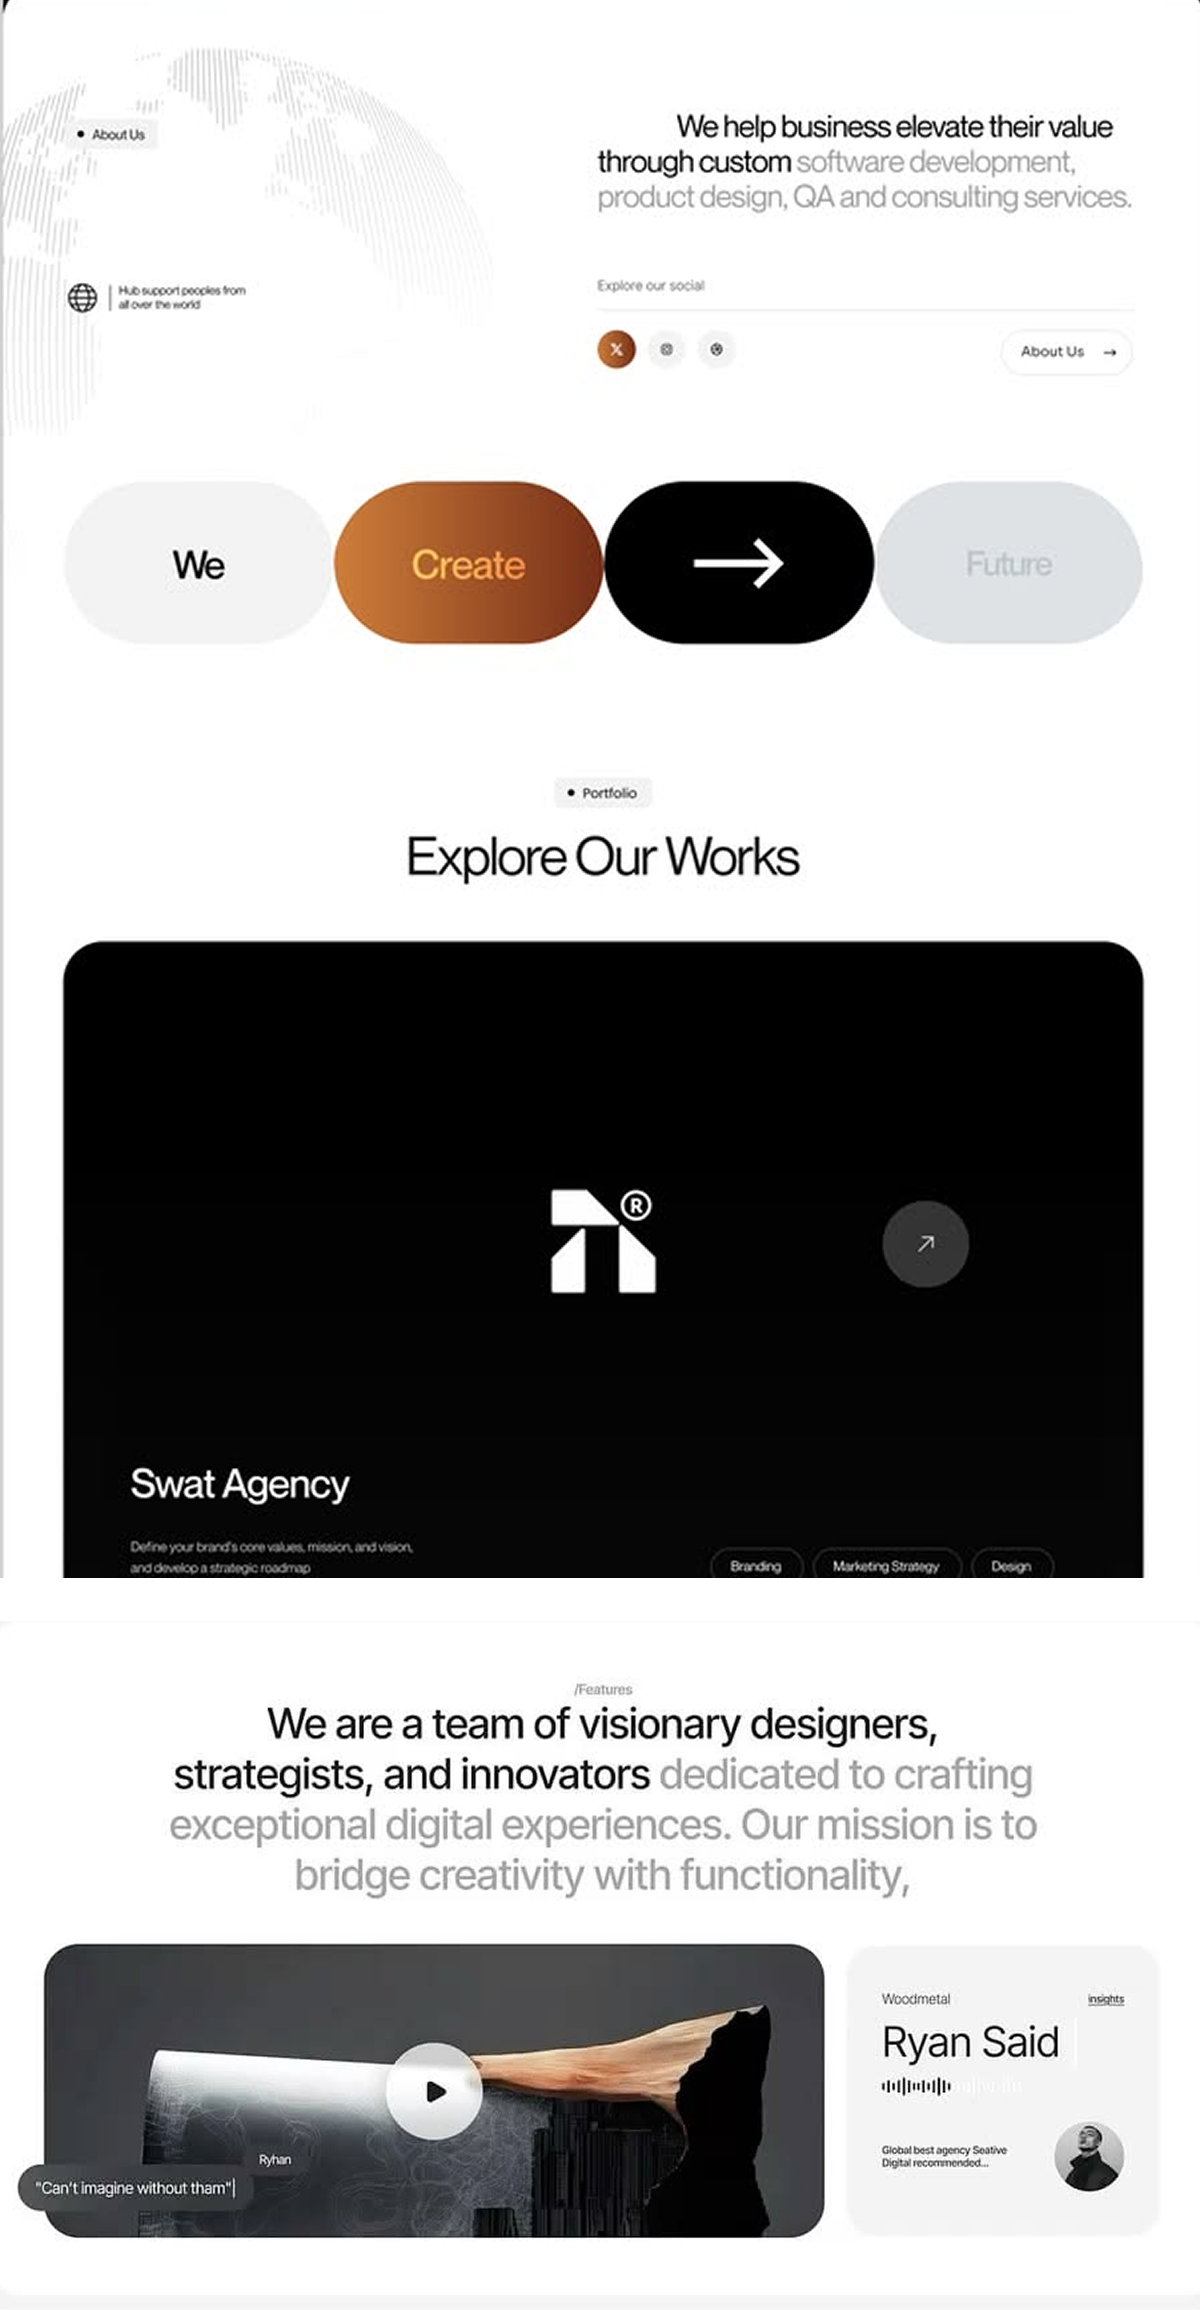 About Us
We help business elevate their value
through custom software development,
product design, QA and consulting services.
Hub support peoples from
all over the world
Explore our social
About Us →
We
Create
→
Future
Portfolio
Explore Our Works
®
Swat Agency
Define your brand's core values, mission, and vision,
and develop a strategic roadmap
Branding
Marketing Strategy
Design
/Features
We are a team of visionary designers,
strategists, and innovators dedicated to crafting
exceptional digital experiences. Our mission is to
bridge creativity with functionality,
Ryhan
"Can't imagine without tham"|
Woodmetal
insights
Ryan Said
Global best agency Seative
Digital recommended...